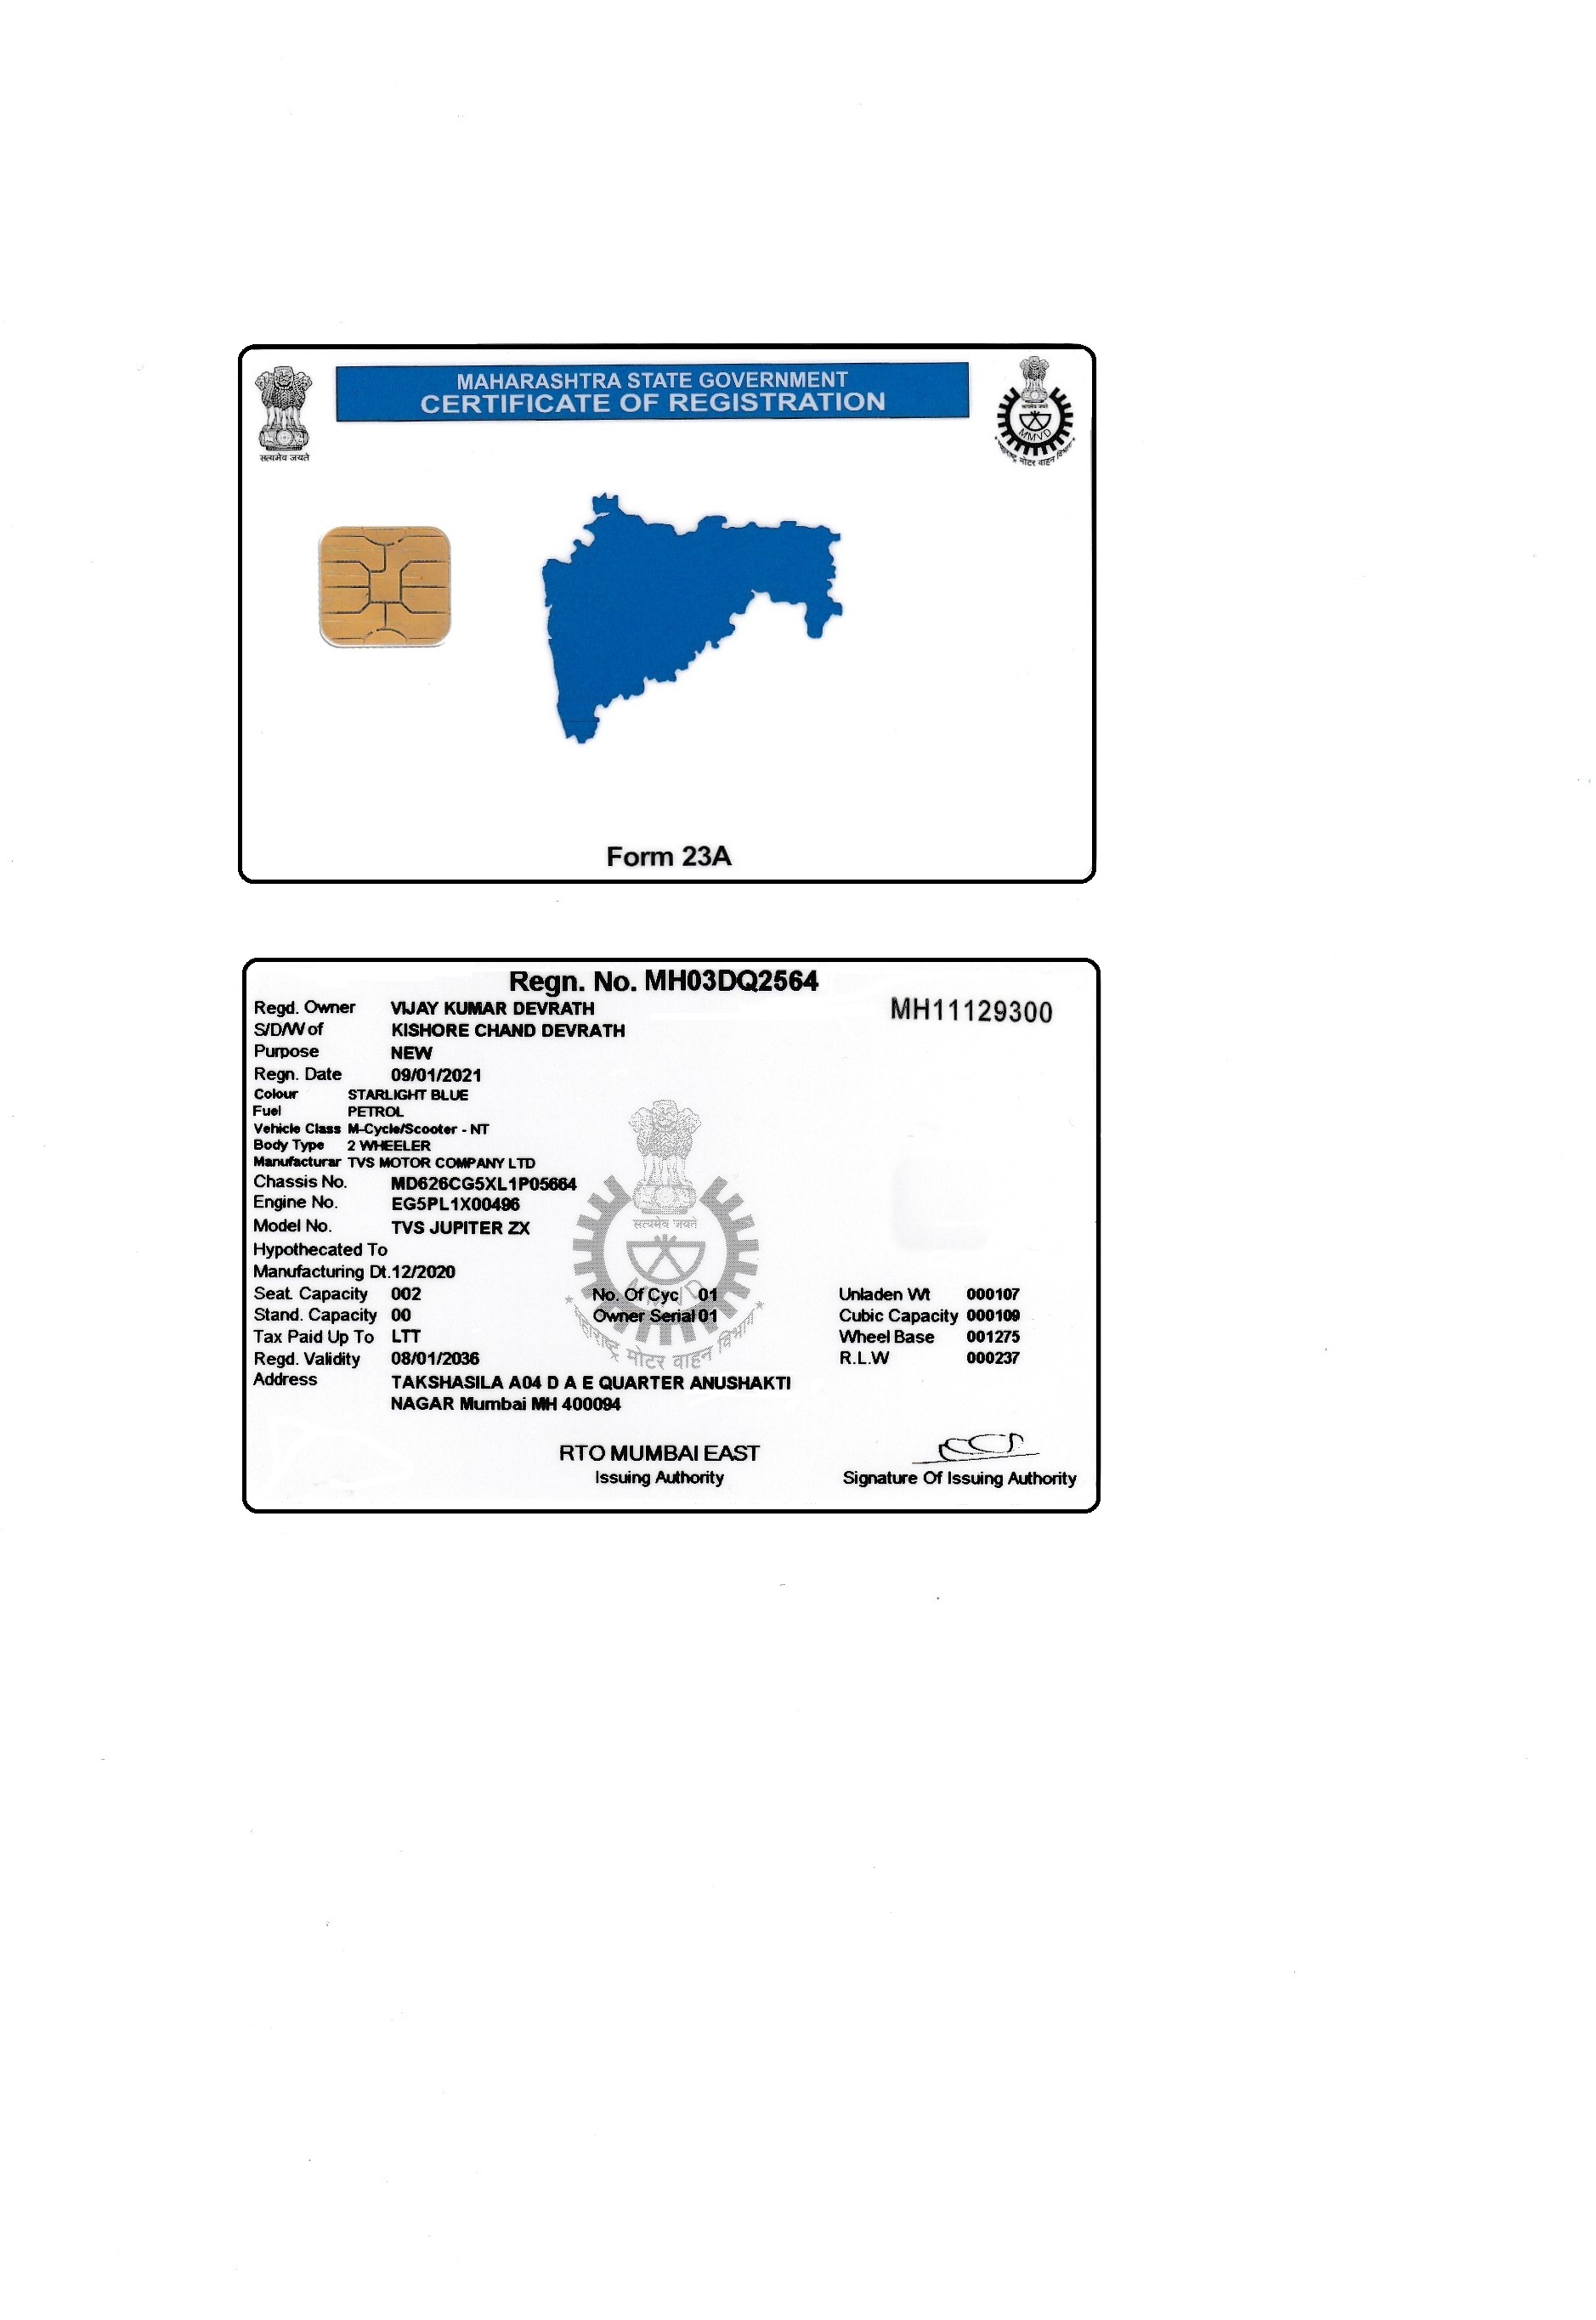 MAHARASHTRA STATE GOVERNMENT
CERTIFICATE OF REGISTRATION
सत्यमेव जयते
सत्यमेव जयते
MMVD
महाराष्ट्र मोटर वाहन विभाग
Form 23A
Regn. No. MH03DQ2564
MH11129300
Regd. Owner VIJAY KUMAR DEVRATH
S/D/W of KISHORE CHAND DEVRATH
Purpose NEW
Regn. Date 09/01/2021
Colour STARLIGHT BLUE
Fuel PETROL
Vehicle Class M-Cycle/Scooter - NT
Body Type 2 WHEELER
Manufacturar TVS MOTOR COMPANY LTD
Chassis No. MD626CG5XL1P05664
Engine No. EG5PL1X00496
Model No. TVS JUPITER ZX
सत्यमेव जयते
Hypothecated To
Manufacturing Dt.12/2020
Seat. Capacity 002 No. Of Cyc 01 Unladen Wt 000107
Stand. Capacity 00 Owner Serial 01 Cubic Capacity 000109
Tax Paid Up To LTT Wheel Base 001275
Regd. Validity 08/01/2036 R.L.W 000237
MMVD
महाराष्ट्र मोटर वाहन विभाग
Address TAKSHASILA A04 D A E QUARTER ANUSHAKTI
NAGAR Mumbai MH 400094
RTO MUMBAI EAST
Issuing Authority Signature Of Issuing Authority